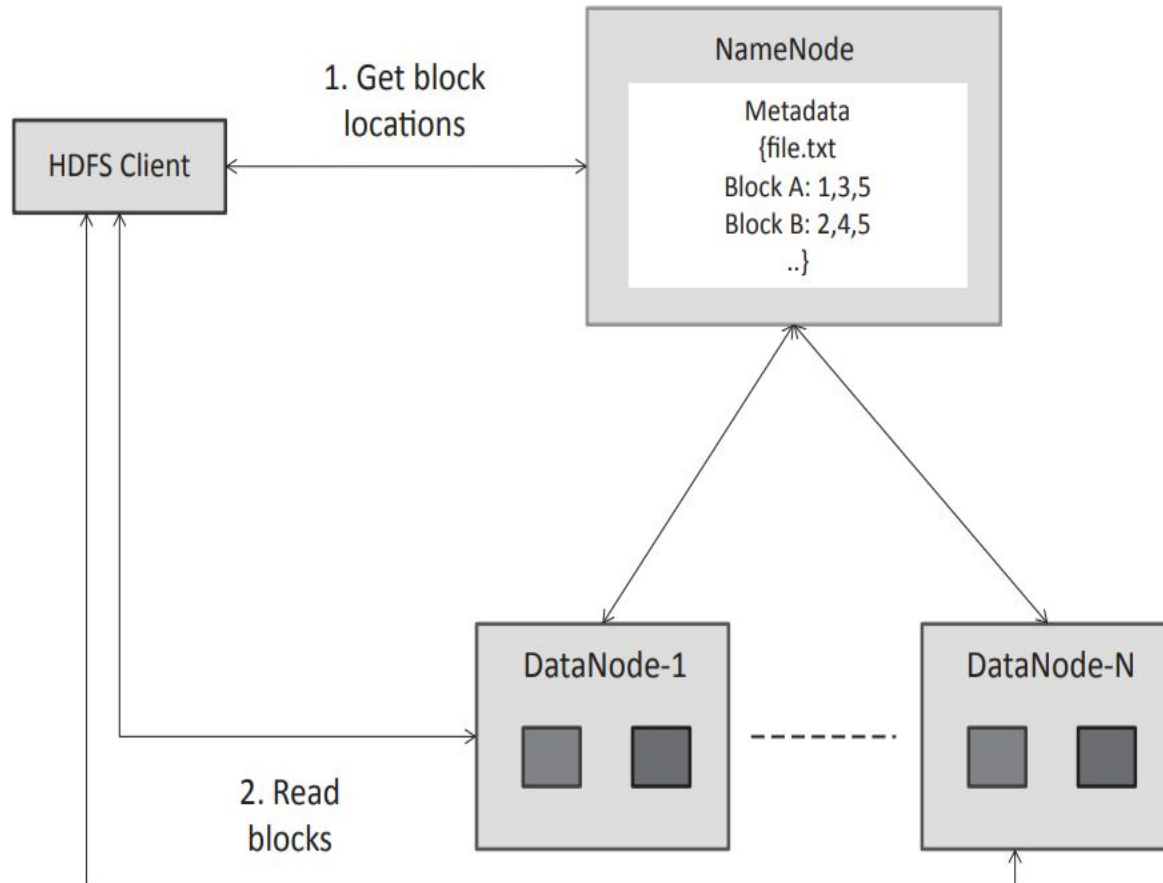 NameNode
1. Get block
locations
Metadata
{file.txt
Block A: 1,3,5
Block B: 2,4,5
..}
HDFS Client
DataNode-1
DataNode-N
2. Read
blocks